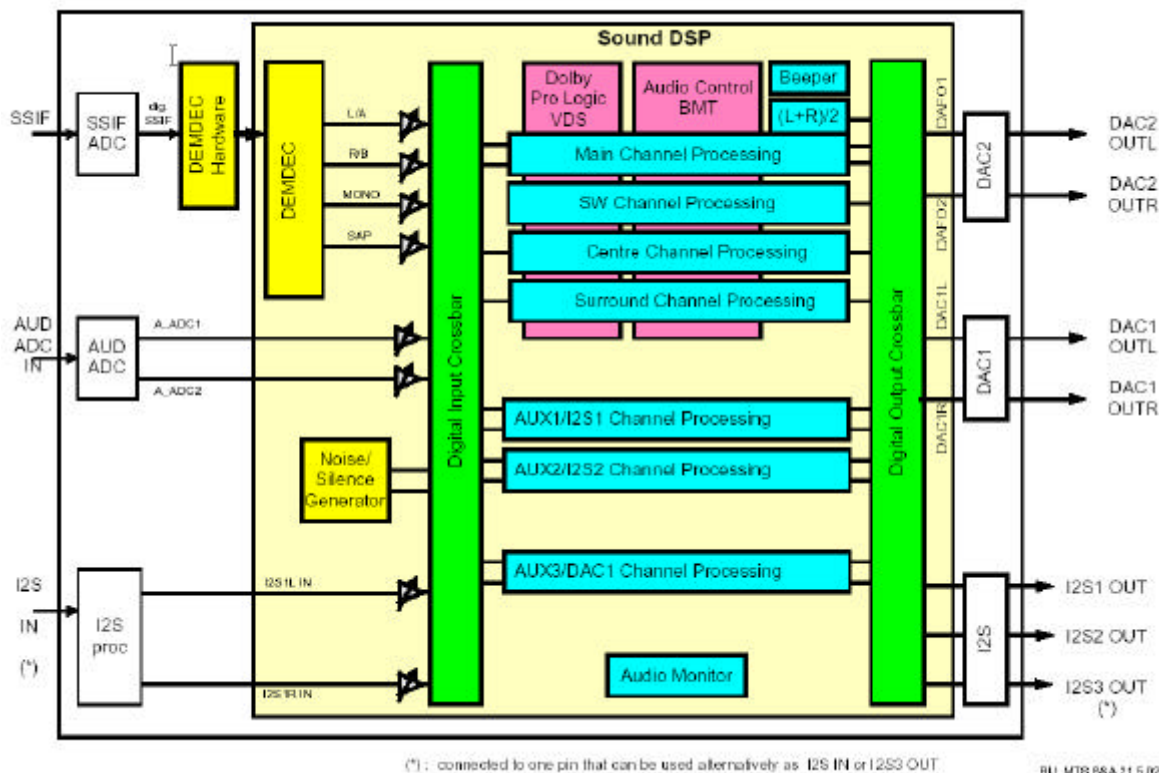 Sound DSP
SSIF
SSIF
ADC
dig
SSIF
DEMDEC
Hardware
DEMDEC
L/A
R/B
MONO
SAP
AUD
ADC
IN
AUD
ADC
A_ADC1
A_ADC2
Noise/
Silence
Generator
I2S
IN
(*)
I2S
proc
I2S1L IN
I2S1R IN
Digital Input Crossbar
Dolby
Pro Logic
VDS
Audio Control
BMT
Beeper
(L+R)/2
Main Channel Processing
SW Channel Processing
Centre Channel Processing
Surround Channel Processing
AUX1/I2S1 Channel Processing
AUX2/I2S2 Channel Processing
AUX3/DAC1 Channel Processing
Audio Monitor
Digital Output Crossbar
DAFO1
DAFO2
DAC1L
DAC1R
DAC2
DAC1
I2S
DAC2
OUTL
DAC2
OUTR
DAC1
OUTL
DAC1
OUTR
I2S1 OUT
I2S2 OUT
I2S3 OUT
(*)
(*) : connected to one pin that can be used alternatively as I2S IN or I2S3 OUT